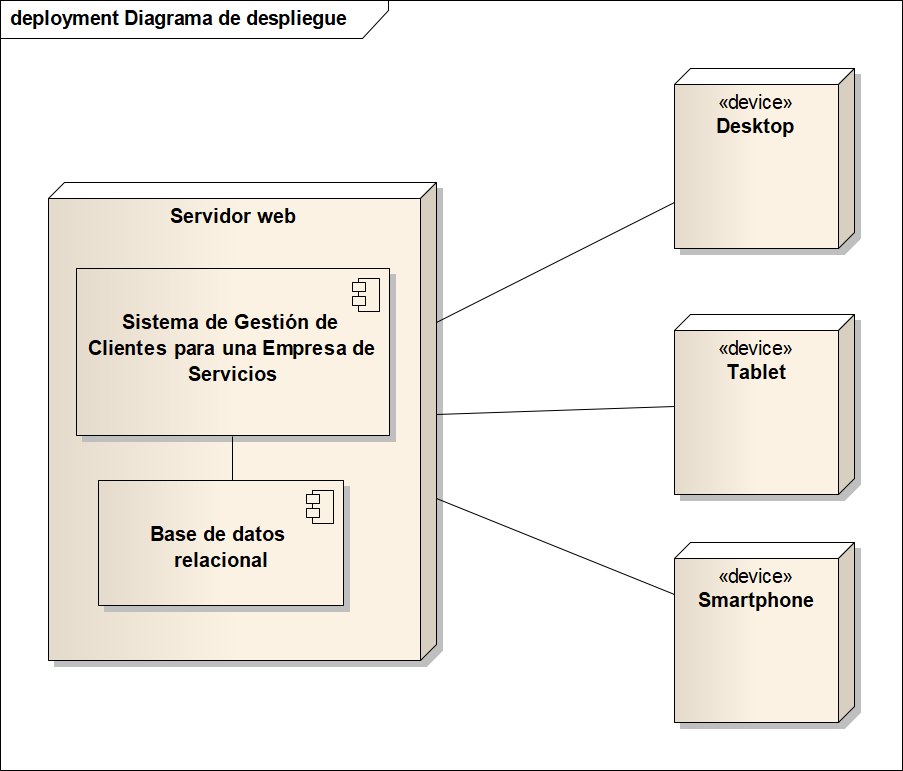 deployment Diagrama de despliegue
«device»
Desktop
Servidor web
Sistema de Gestión de
Clientes para una Empresa de
Servicios
«device»
Tablet
Base de datos
relacional
«device»
Smartphone